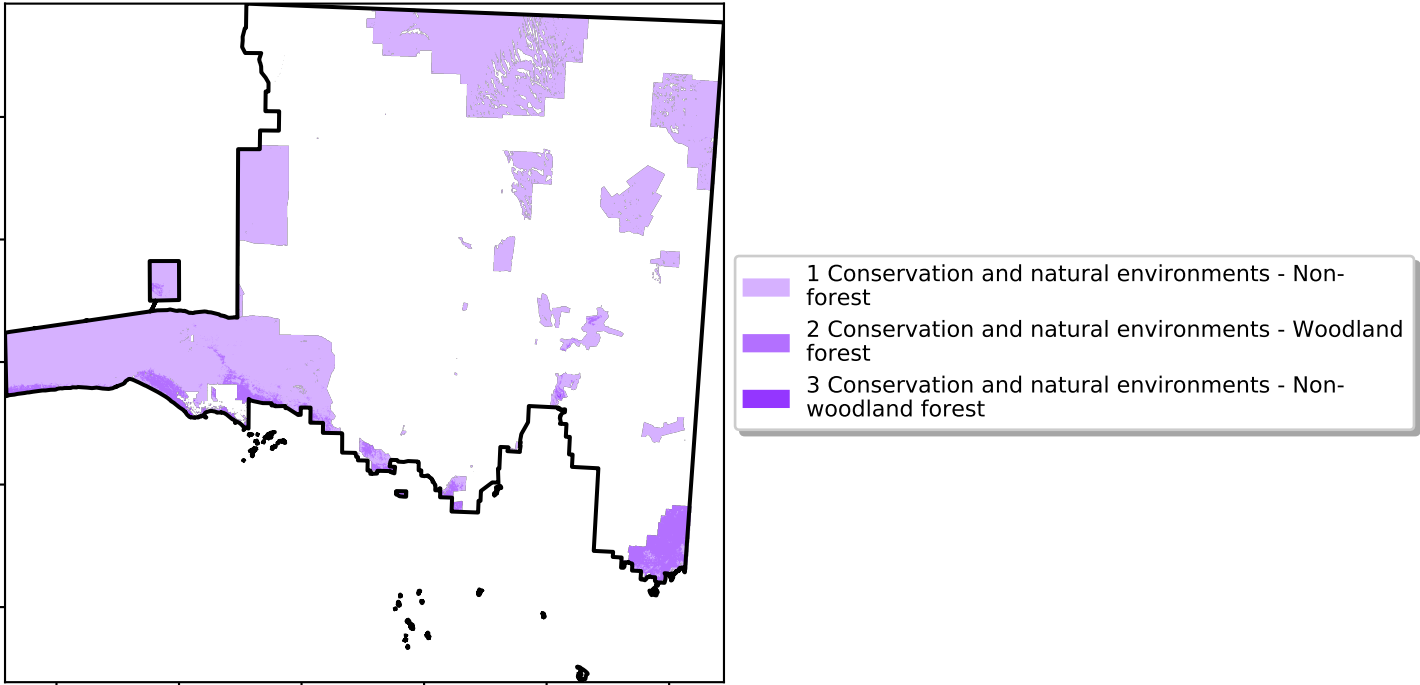 1 Conservation and natural environments - Non-
forest
2 Conservation and natural environments - Woodland
forest
3 Conservation and natural environments - Non-
woodland forest